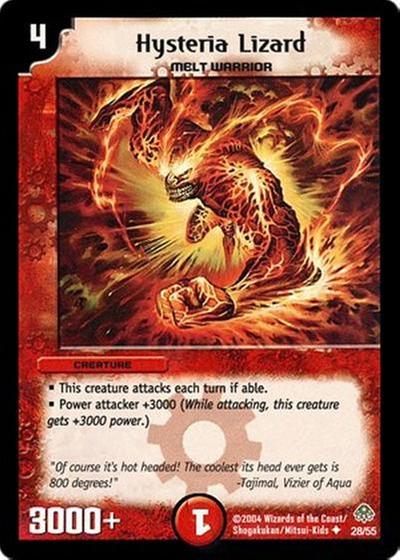 4
Hysteria Lizard
MELT WARRIOR
CREATURE
▪ This creature attacks each turn if able.
▪ Power attacker +3000 (While attacking, this creature
gets +3000 power.)
"Of course it's hot headed! The coolest its head ever gets is
800 degrees!" -Tajimal, Vizier of Aqua
3000+
1
©2004 Wizards of the Coast/
Shogakukan/Mitsui-Kids ✦ 28/55